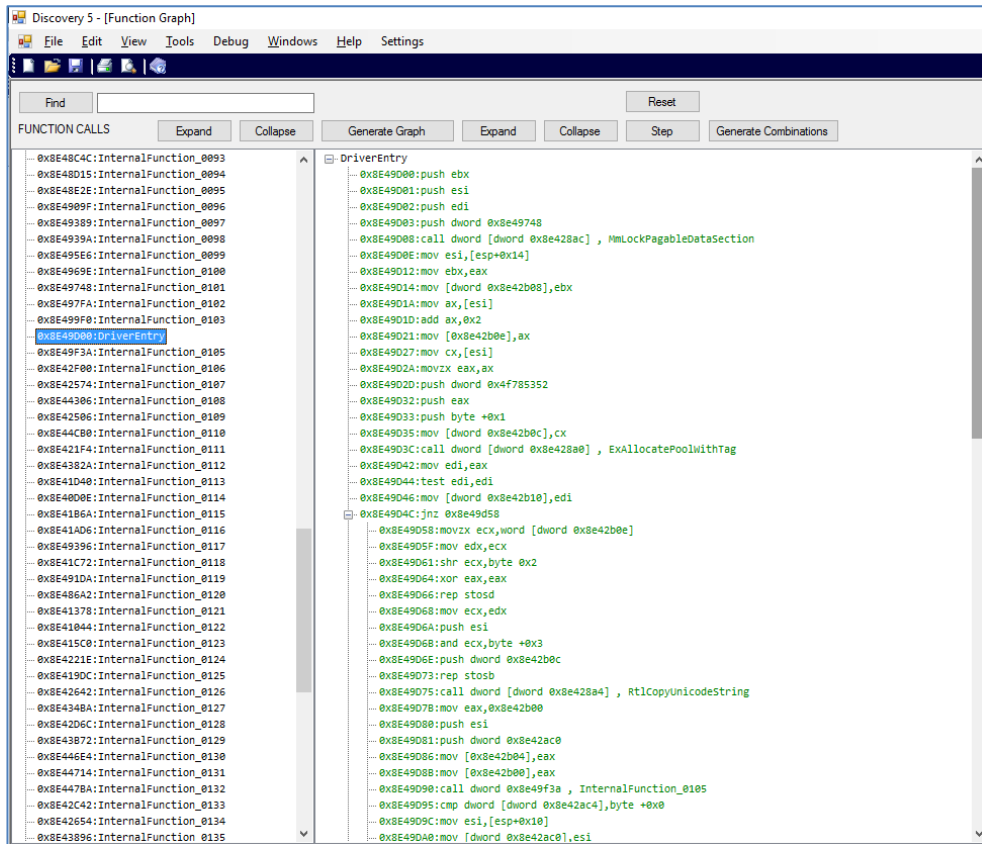 Discovery 5 - [Function Graph]
File Edit View Tools Debug Windows Help Settings
Find Reset
FUNCTION CALLS Expand Collapse Generate Graph Expand Collapse Step Generate Combinations
0x8E48C4C:InternalFunction_0093
0x8E48D15:InternalFunction_0094
0x8E48E2E:InternalFunction_0095
0x8E4909F:InternalFunction_0096
0x8E49389:InternalFunction_0097
0x8E4939A:InternalFunction_0098
0x8E495E6:InternalFunction_0099
0x8E4969E:InternalFunction_0100
0x8E49748:InternalFunction_0101
0x8E497FA:InternalFunction_0102
0x8E499F0:InternalFunction_0103
0x8E49D00:DriverEntry
0x8E49F3A:InternalFunction_0105
0x8E42F00:InternalFunction_0106
0x8E42574:InternalFunction_0107
0x8E44306:InternalFunction_0108
0x8E42506:InternalFunction_0109
0x8E44CB0:InternalFunction_0110
0x8E421F4:InternalFunction_0111
0x8E4382A:InternalFunction_0112
0x8E41D40:InternalFunction_0113
0x8E40D0E:InternalFunction_0114
0x8E41B6A:InternalFunction_0115
0x8E41AD6:InternalFunction_0116
0x8E49396:InternalFunction_0117
0x8E41C72:InternalFunction_0118
0x8E491DA:InternalFunction_0119
0x8E486A2:InternalFunction_0120
0x8E41378:InternalFunction_0121
0x8E41044:InternalFunction_0122
0x8E415C0:InternalFunction_0123
0x8E4221E:InternalFunction_0124
0x8E419DC:InternalFunction_0125
0x8E42642:InternalFunction_0126
0x8E434BA:InternalFunction_0127
0x8E42D6C:InternalFunction_0128
0x8E43B72:InternalFunction_0129
0x8E446E4:InternalFunction_0130
0x8E44714:InternalFunction_0131
0x8E447BA:InternalFunction_0132
0x8E42C42:InternalFunction_0133
0x8E42654:InternalFunction_0134
0x8E43896:InternalFunction_0135
DriverEntry
0x8E49D00:push ebx
0x8E49D01:push esi
0x8E49D02:push edi
0x8E49D03:push dword 0x8e49748
0x8E49D08:call dword [dword 0x8e428ac] , MmLockPagableDataSection
0x8E49D0E:mov esi,[esp+0x14]
0x8E49D12:mov ebx,eax
0x8E49D14:mov [dword 0x8e42b08],ebx
0x8E49D1A:mov ax,[esi]
0x8E49D1D:add ax,0x2
0x8E49D21:mov [0x8e42b0e],ax
0x8E49D27:mov cx,[esi]
0x8E49D2A:movzx eax,ax
0x8E49D2D:push dword 0x4f785352
0x8E49D32:push eax
0x8E49D33:push byte +0x1
0x8E49D35:mov [dword 0x8e42b0c],cx
0x8E49D3C:call dword [dword 0x8e428a0] , ExAllocatePoolWithTag
0x8E49D42:mov edi,eax
0x8E49D44:test edi,edi
0x8E49D46:mov [dword 0x8e42b10],edi
0x8E49D4C:jnz 0x8e49d58
0x8E49D58:movzx ecx,word [dword 0x8e42b0e]
0x8E49D5F:mov edx,ecx
0x8E49D61:shr ecx,byte 0x2
0x8E49D64:xor eax,eax
0x8E49D66:rep stosd
0x8E49D68:mov ecx,edx
0x8E49D6A:push esi
0x8E49D6B:and ecx,byte +0x3
0x8E49D6E:push dword 0x8e42b0c
0x8E49D73:rep stosb
0x8E49D75:call dword [dword 0x8e428a4] , RtlCopyUnicodeString
0x8E49D7B:mov eax,0x8e42b00
0x8E49D80:push esi
0x8E49D81:push dword 0x8e42ac0
0x8E49D86:mov [0x8e42b04],eax
0x8E49D8B:mov [0x8e42b00],eax
0x8E49D90:call dword 0x8e49f3a , InternalFunction_0105
0x8E49D95:cmp dword [dword 0x8e42ac4],byte +0x0
0x8E49D9C:mov esi,[esp+0x10]
0x8E49DA0:mov [dword 0x8e42ac0],esi